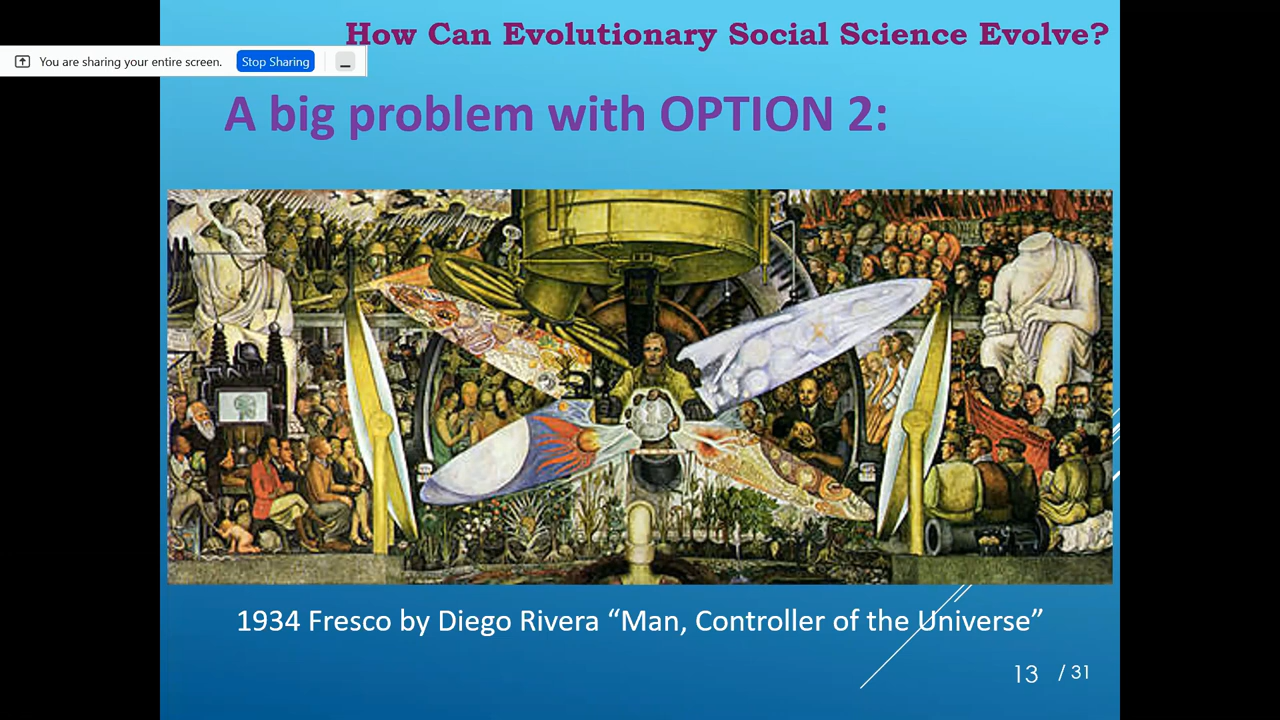 How Can Evolutionary Social Science Evolve?
You are sharing your entire screen. Stop Sharing
A big problem with OPTION 2:
1934 Fresco by Diego Rivera “Man, Controller of the Universe”
13 / 31